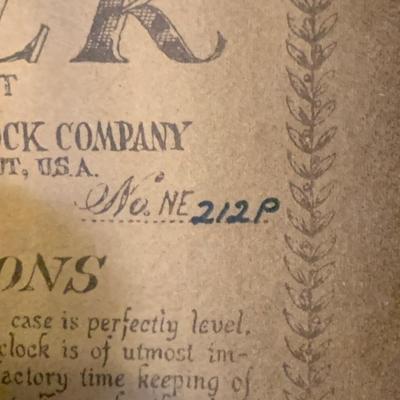 ER
T
OCK COMPANY
UT, U.S.A.
No. NE 212P
ONS
case is perfectly level.
clock is of utmost im-
actory time keeping of